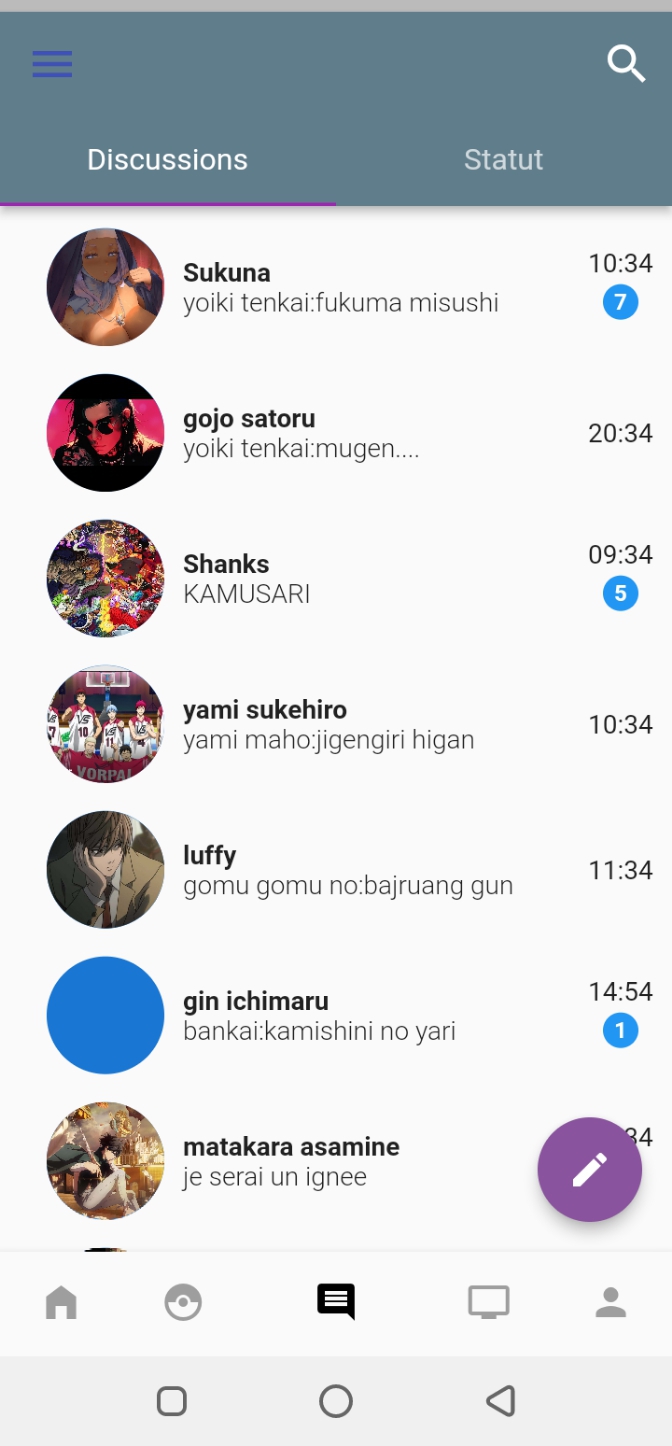 Discussions
Statut
Sukuna
10:34
yoiki tenkai:fukuma misushi
7
gojo satoru
20:34
yoiki tenkai:mugen....
Shanks
09:34
KAMUSARI
5
yami sukehiro
10:34
yami maho:jigengiri higan
VORPAL
luffy
11:34
gomu gomu no:bajruang gun
gin ichimaru
14:54
bankai:kamishini no yari
1
matakara asamine
34
je serai un ignee